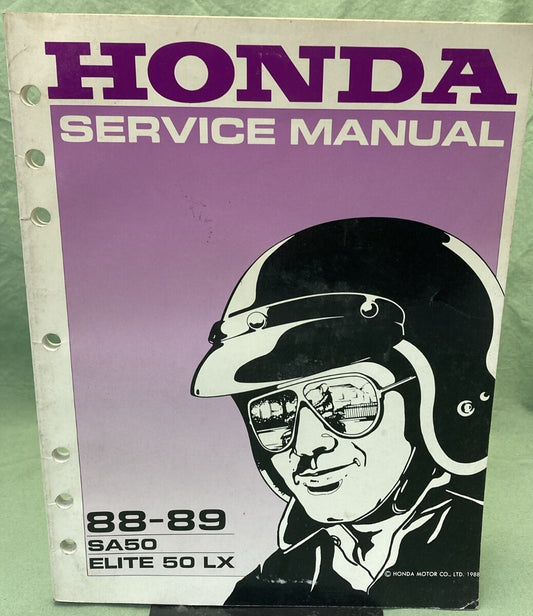 HONDA
SERVICE MANUAL
88-89
SA50
ELITE 50 LX
© HONDA MOTOR CO., LTD. 1988